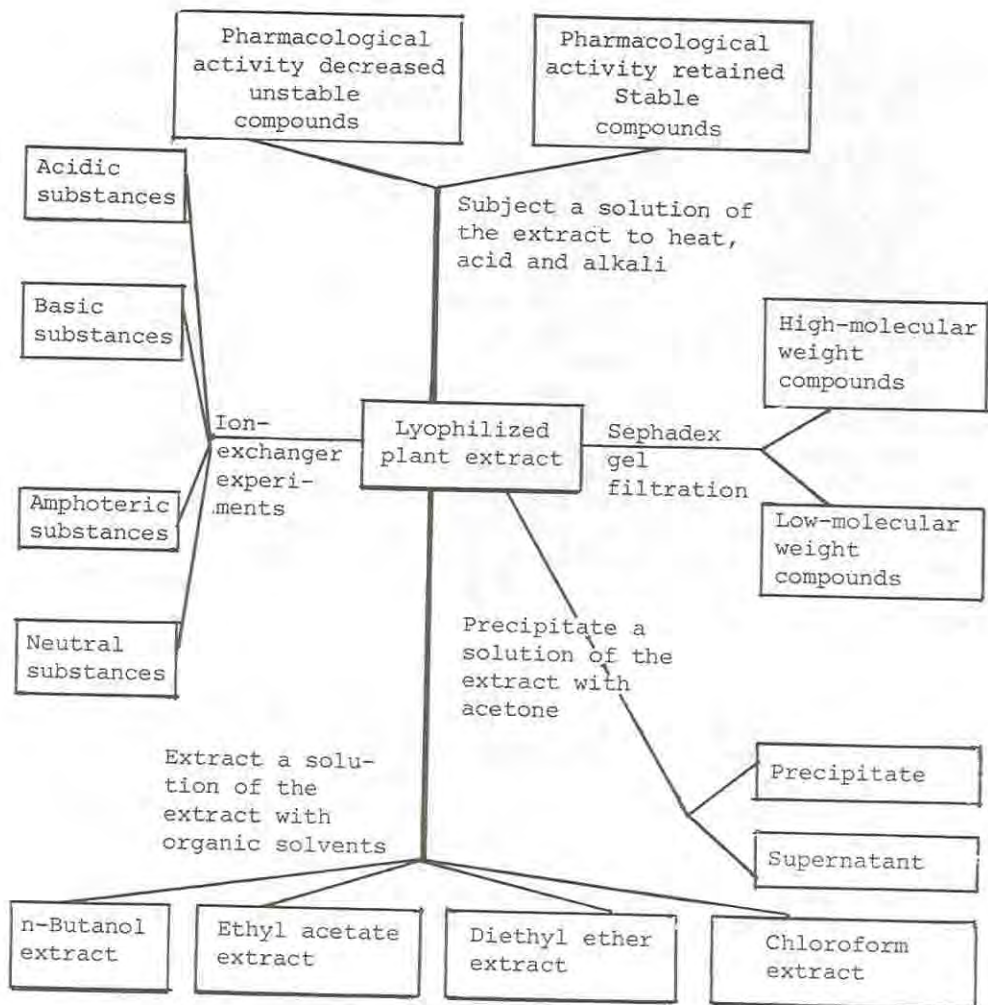 Pharmacological
activity decreased
unstable
compounds
Pharmacological
activity retained
Stable
compounds
Acidic
substances
Subject a solution of
the extract to heat,
acid and alkali
Basic
substances
High-molecular
weight
compounds
Ion-
exchanger
experi-
ments
Lyophilized
plant extract
Sephadex
gel
filtration
Amphoteric
substances
Low-molecular
weight
compounds
Neutral
substances
Precipitate a
solution of the
extract with
acetone
Extract a solu-
tion of the
extract with
organic solvents
Precipitate
Supernatant
n-Butanol
extract
Ethyl acetate
extract
Diethyl ether
extract
Chloroform
extract